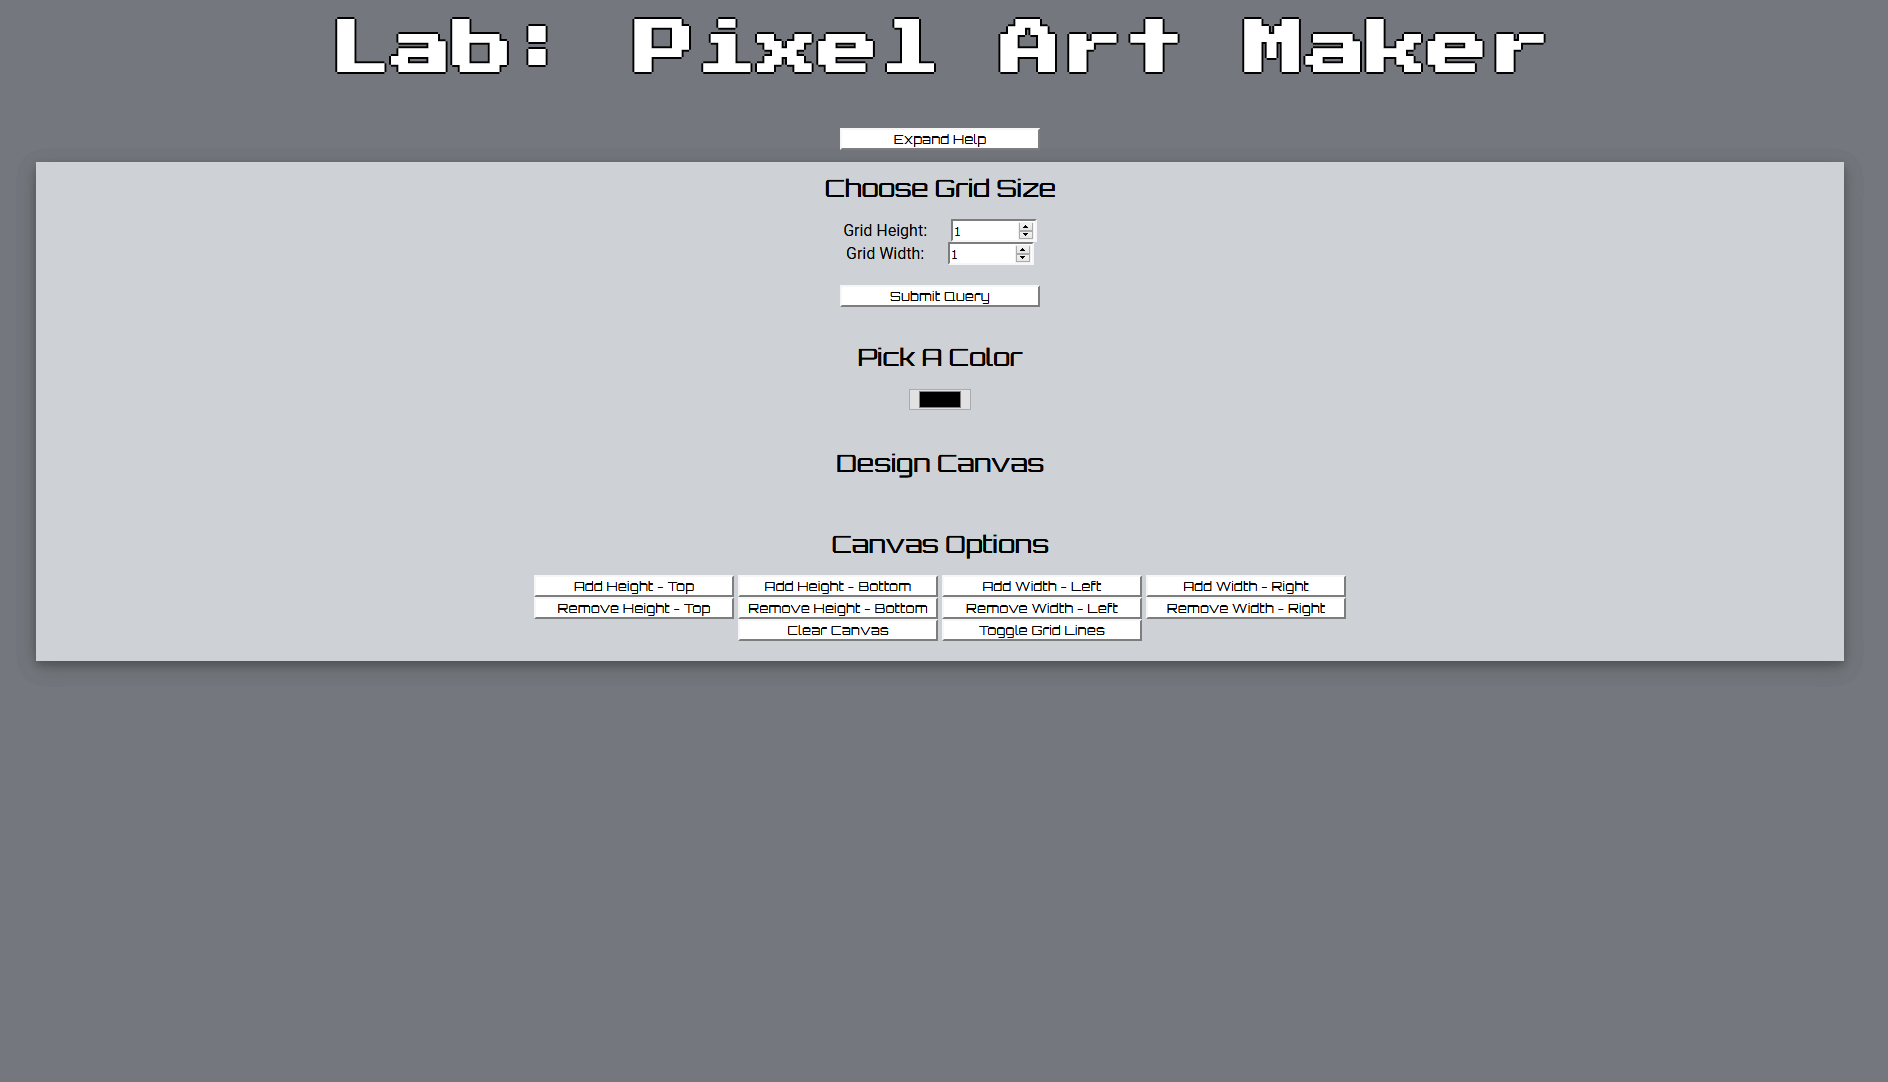 Lab: Pixel Art Maker
Expand Help
Choose Grid Size
Grid Height: 1
Grid Width: 1
Submit Query
Pick A Color
Design Canvas
Canvas Options
Add Height - Top Add Height - Bottom Add Width - Left Add Width - Right
Remove Height - Top Remove Height - Bottom Remove Width - Left Remove Width - Right
Clear Canvas Toggle Grid Lines